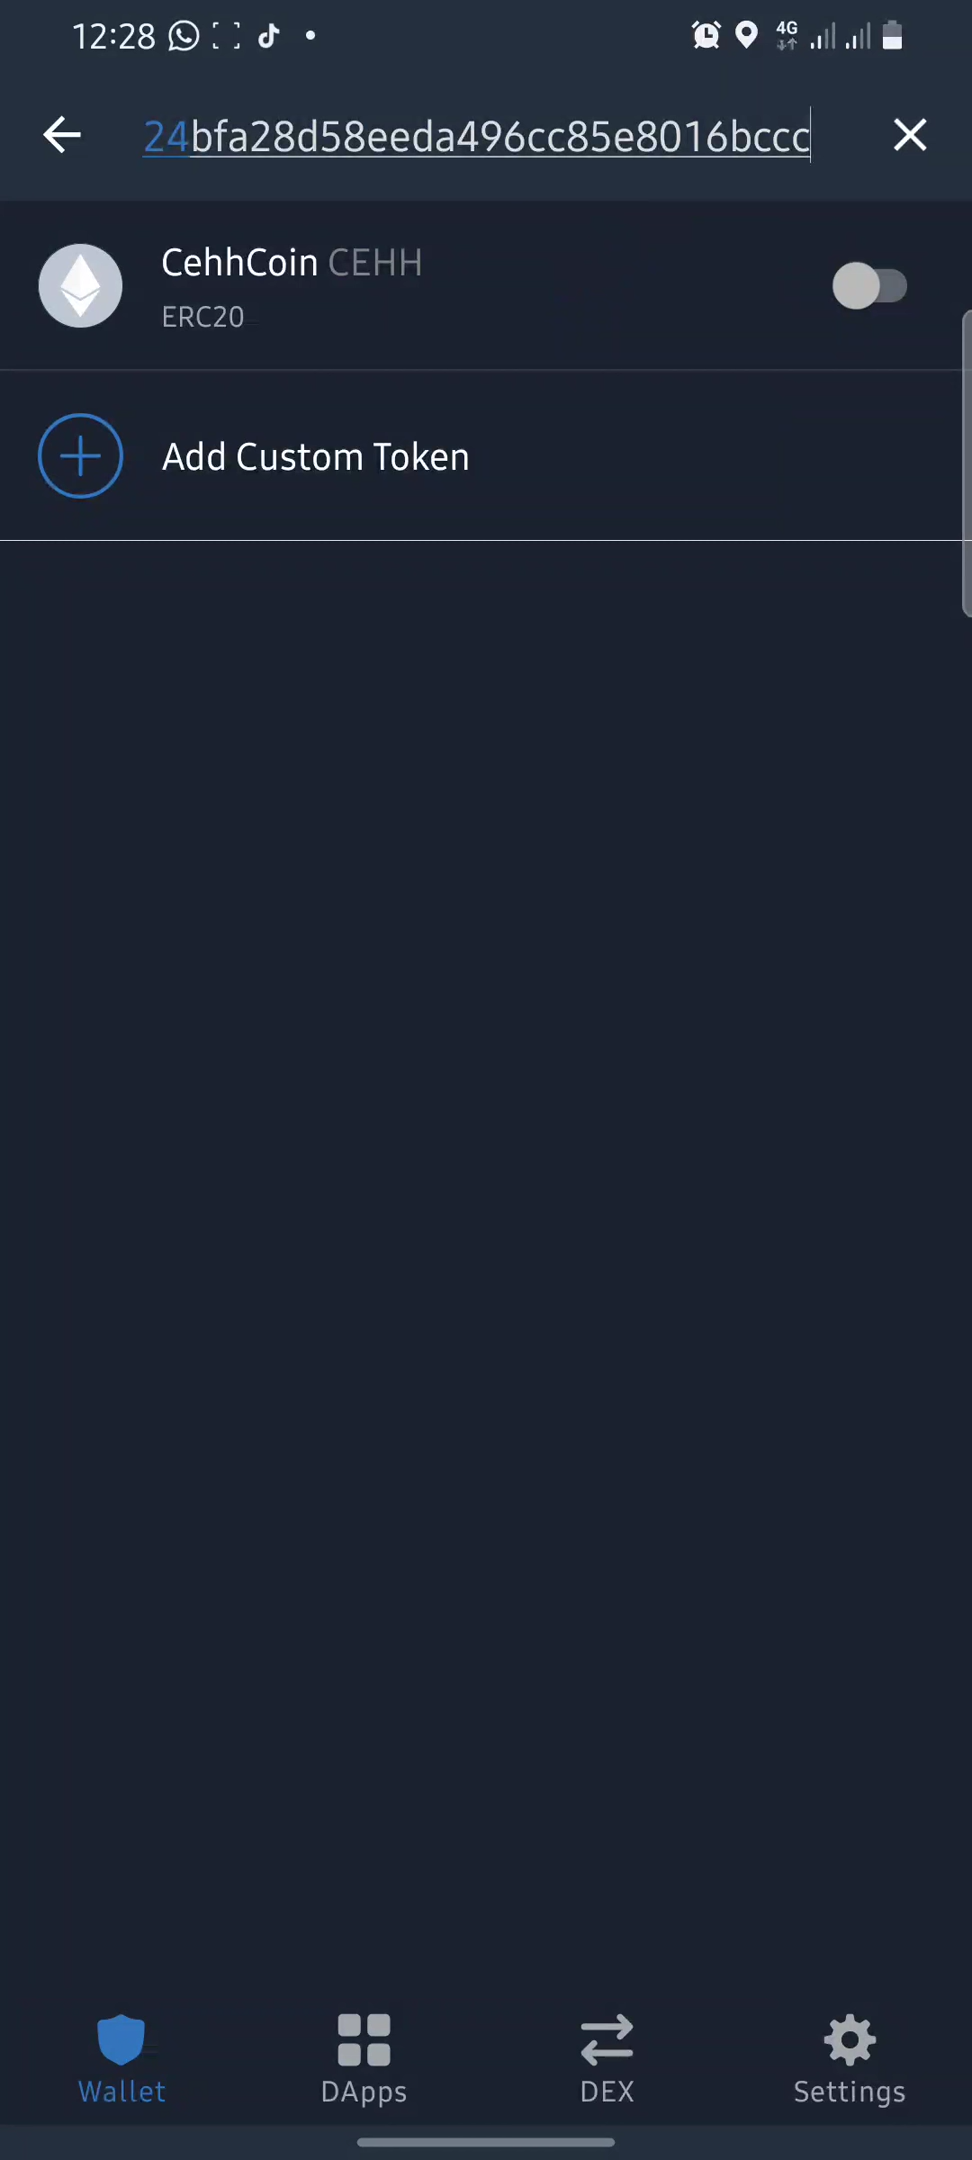 12:28 4G
24bfa28d58eeda496cc85e8016bccc
CehhCoin CEHH
ERC20
Add Custom Token
Wallet DApps DEX Settings